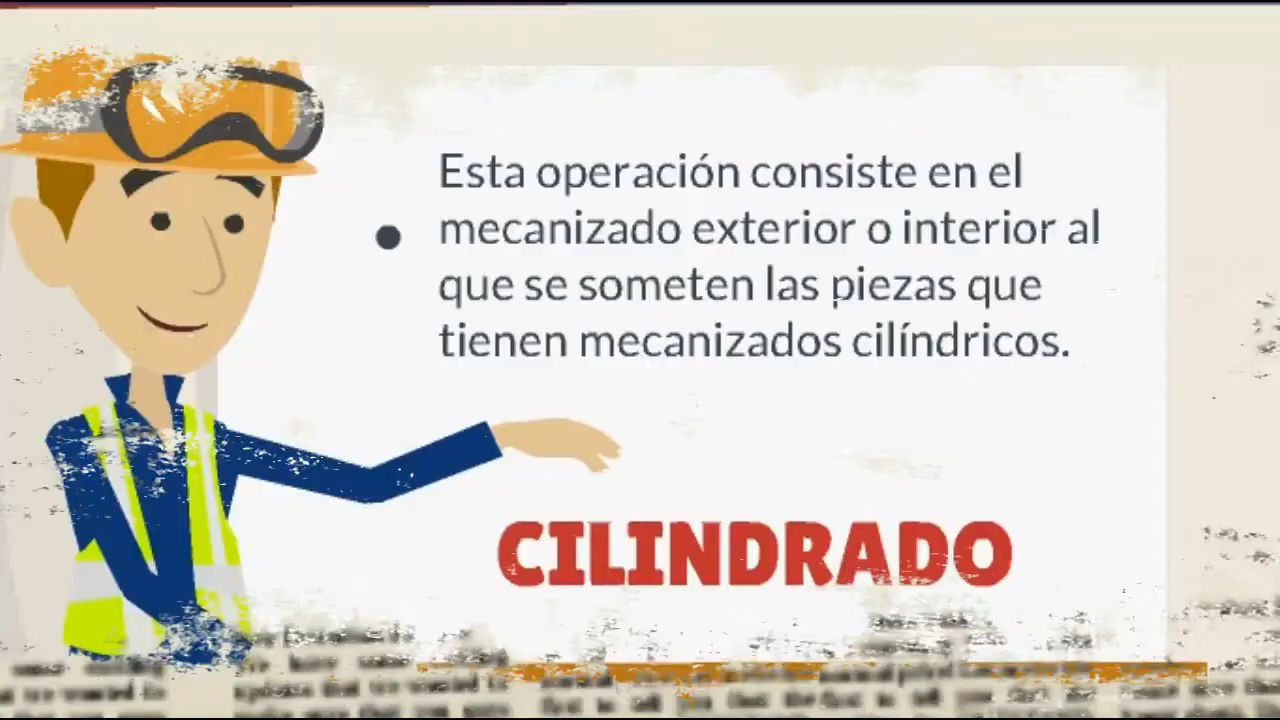 Esta operación consiste en el
mecanizado exterior o interior al
que se someten las piezas que
tienen mecanizados cilíndricos.
CILINDRADO